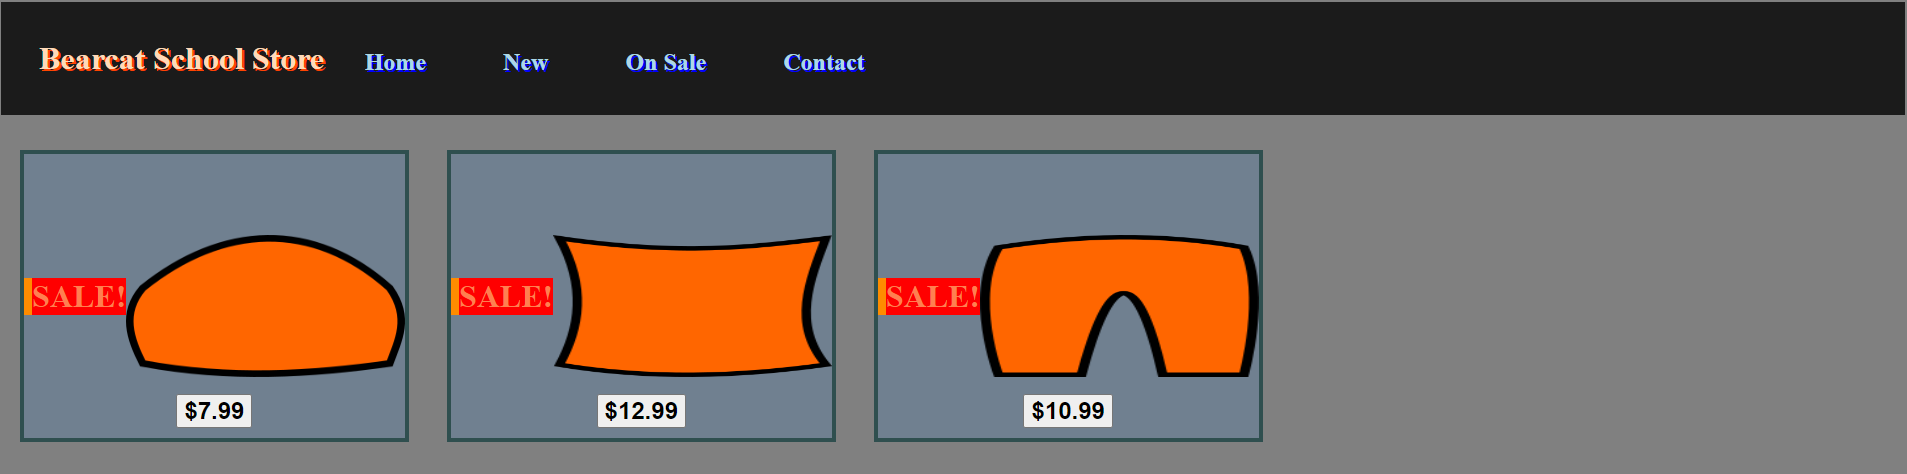 Bearcat School Store Home New On Sale Contact
SALE! SALE! SALE!
$7.99 $12.99 $10.99